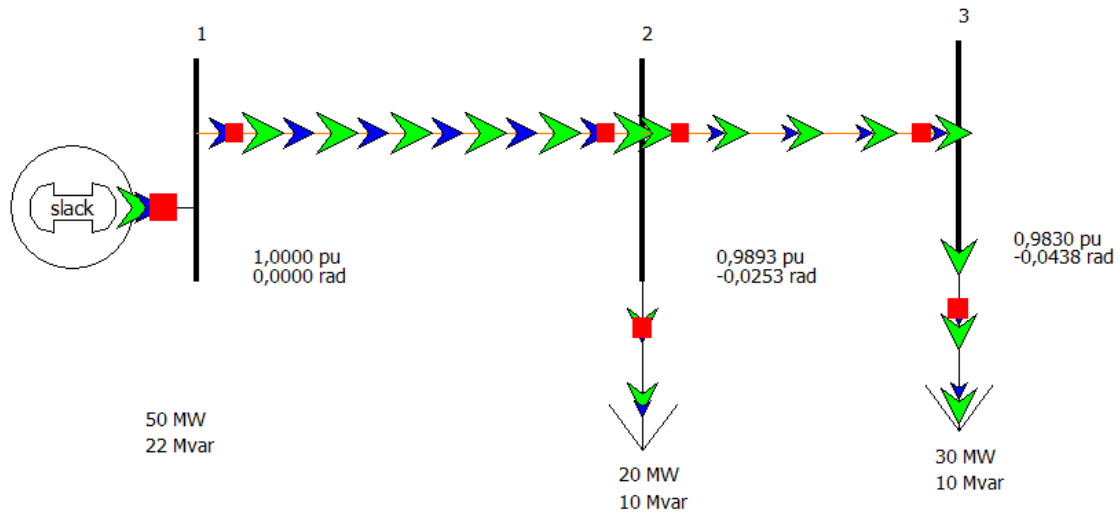 1
2
3
slack
1,0000 pu
0,0000 rad
0,9893 pu
-0,0253 rad
0,9830 pu
-0,0438 rad
50 MW
22 Mvar
20 MW
10 Mvar
30 MW
10 Mvar